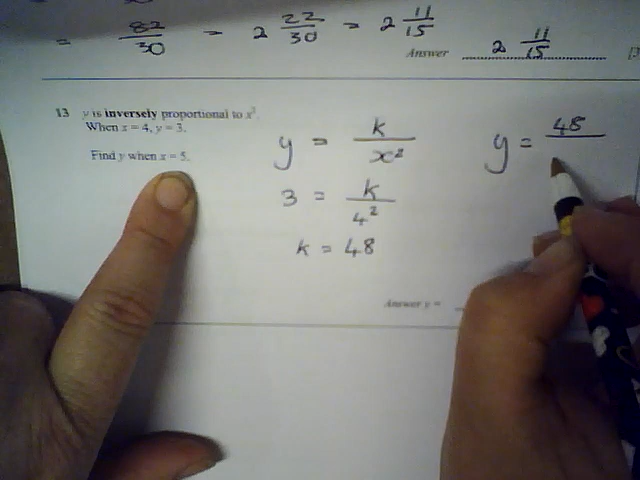 = 82/30 = 2 22/30 = 2 11/15
Answer 2 11/15 [3
13 y is inversely proportional to x².
When x = 4, y = 3.
Find y when x = 5.
y = k/x²
3 = k/4²
k = 48
y = 48
Answer y =